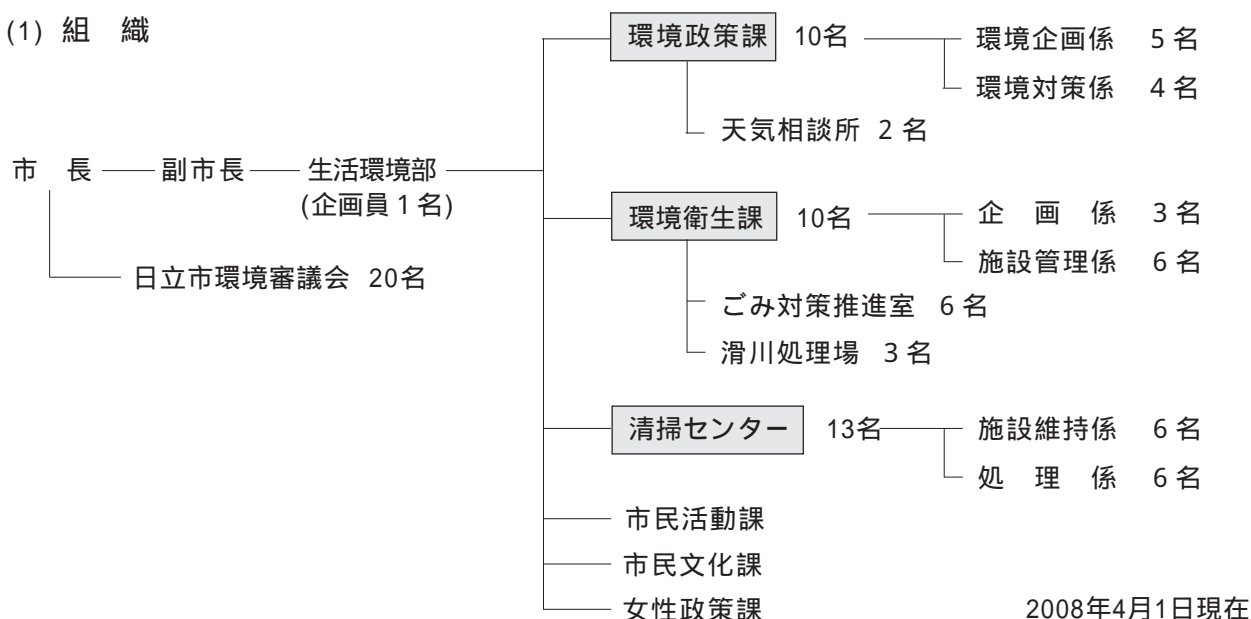 (1) 組　織
環境政策課 10名 環境企画係 5名
環境対策係 4名
天気相談所 2名
市　長 副市長 生活環境部
(企画員1名)
環境衛生課 10名 企　画　係 3名
施設管理係 6名
日立市環境審議会 20名
ごみ対策推進室 6名
滑川処理場 3名
清掃センター 13名 施設維持係 6名
処　理　係 6名
市民活動課
市民文化課
女性政策課
2008年4月1日現在